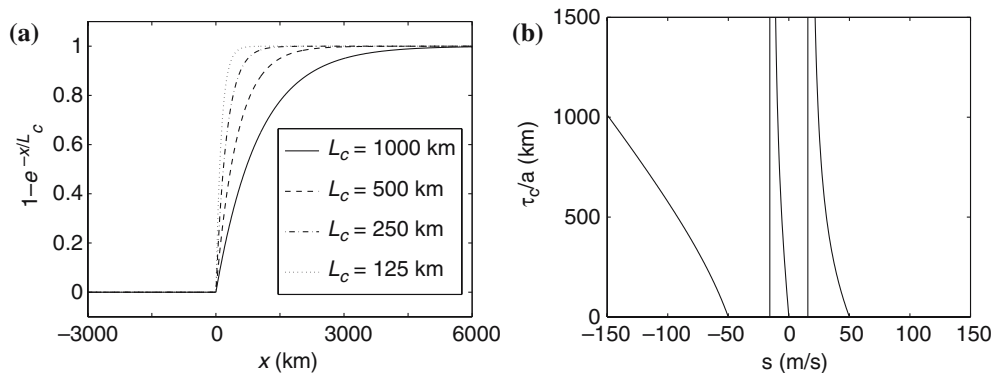 (a)
1
0.8
0.6
0.4
0.2
0
1–e^{–x/L_c}
L_c = 1000 km
L_c = 500 km
L_c = 250 km
L_c = 125 km
–3000 0 3000 6000
x (km)
(b)
1500
1000
500
0
τ_c/a (km)
–150 –100 –50 0 50 100 150
s (m/s)